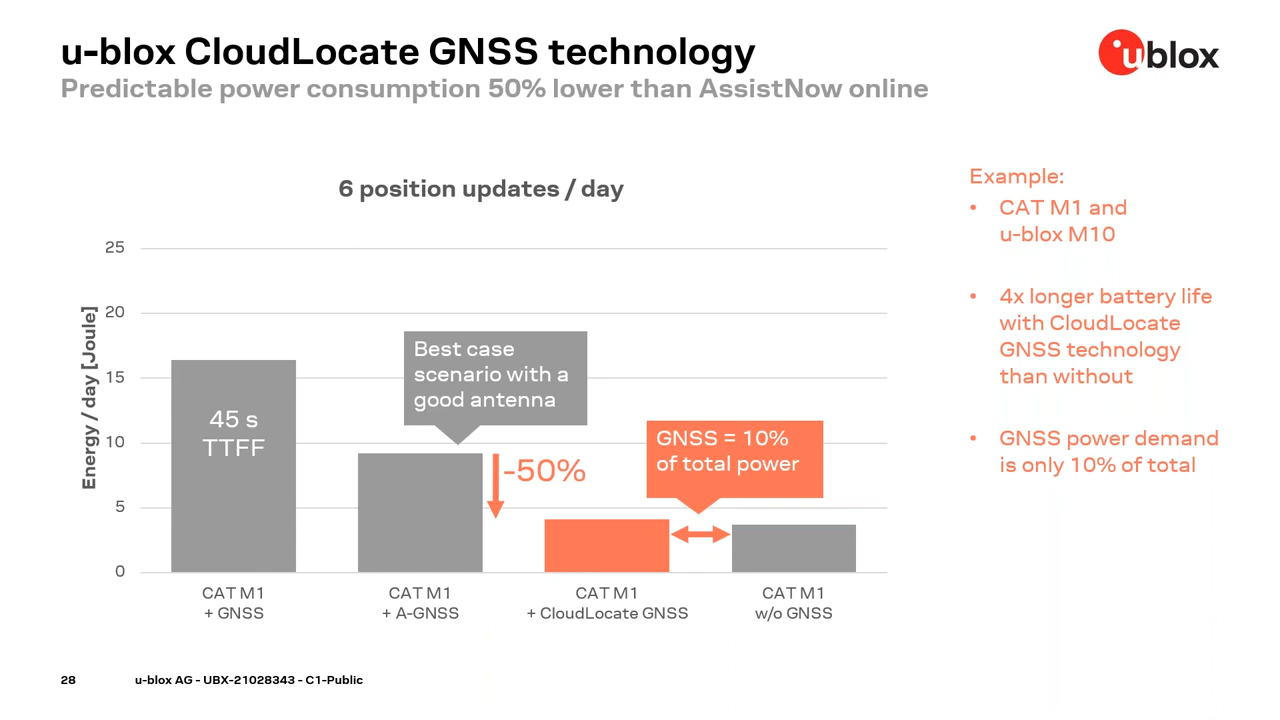 u-blox CloudLocate GNSS technology
Predictable power consumption 50% lower than AssistNow online
ublox
6 position updates / day
Energy / day [Joule]
25
20
15
10
5
0
45 s
TTFF
Best case
scenario with a
good antenna
-50%
GNSS = 10%
of total power
CAT M1
+ GNSS
CAT M1
+ A-GNSS
CAT M1
+ CloudLocate GNSS
CAT M1
w/o GNSS
Example:
• CAT M1 and
u-blox M10
• 4x longer battery life
with CloudLocate
GNSS technology
than without
• GNSS power demand
is only 10% of total
28
u-blox AG - UBX-21028343 - C1-Public